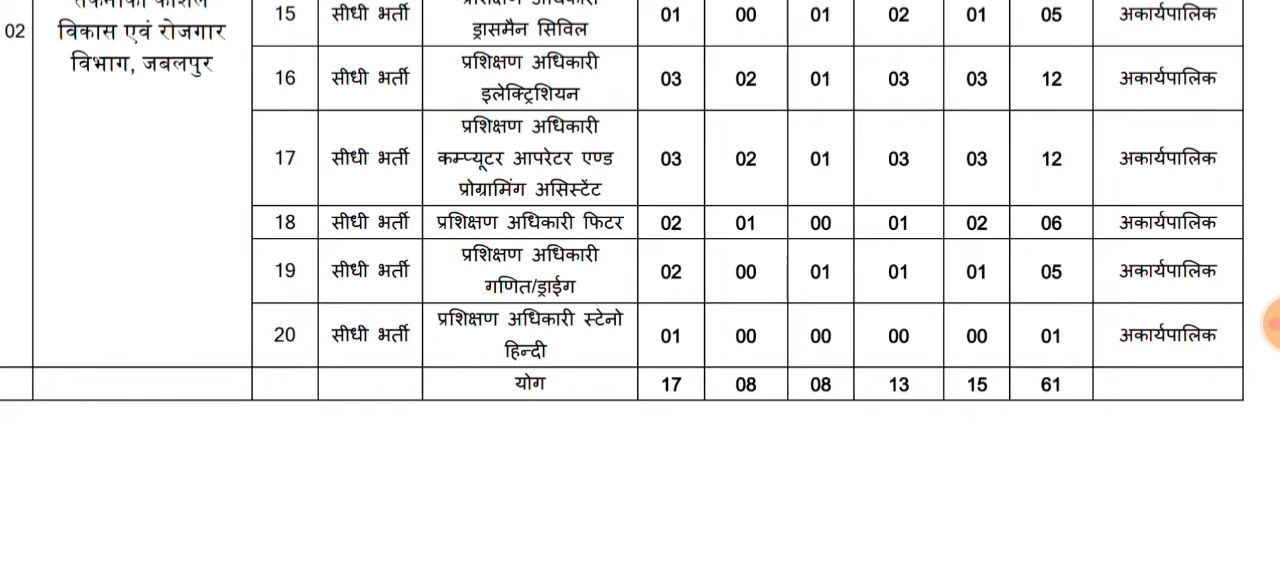 15 सीधी भर्ती 01 00 01 02 01 05 अकार्यपालिक
ड्रासमैन सिविल
02 विकास एवं रोजगार
विभाग, जबलपुर
16 सीधी भर्ती प्रशिक्षण अधिकारी 03 02 01 03 03 12 अकार्यपालिक
इलेक्ट्रिशियन
17 सीधी भर्ती प्रशिक्षण अधिकारी 03 02 01 03 03 12 अकार्यपालिक
कम्प्यूटर आपरेटर एण्ड
प्रोग्रामिंग असिस्टेंट
18 सीधी भर्ती प्रशिक्षण अधिकारी फिटर 02 01 00 01 02 06 अकार्यपालिक
19 सीधी भर्ती प्रशिक्षण अधिकारी 02 00 01 01 01 05 अकार्यपालिक
गणित/ड्राईग
20 सीधी भर्ती प्रशिक्षण अधिकारी स्टेनो 01 00 00 00 00 01 अकार्यपालिक
हिन्दी
योग 17 08 08 13 15 61